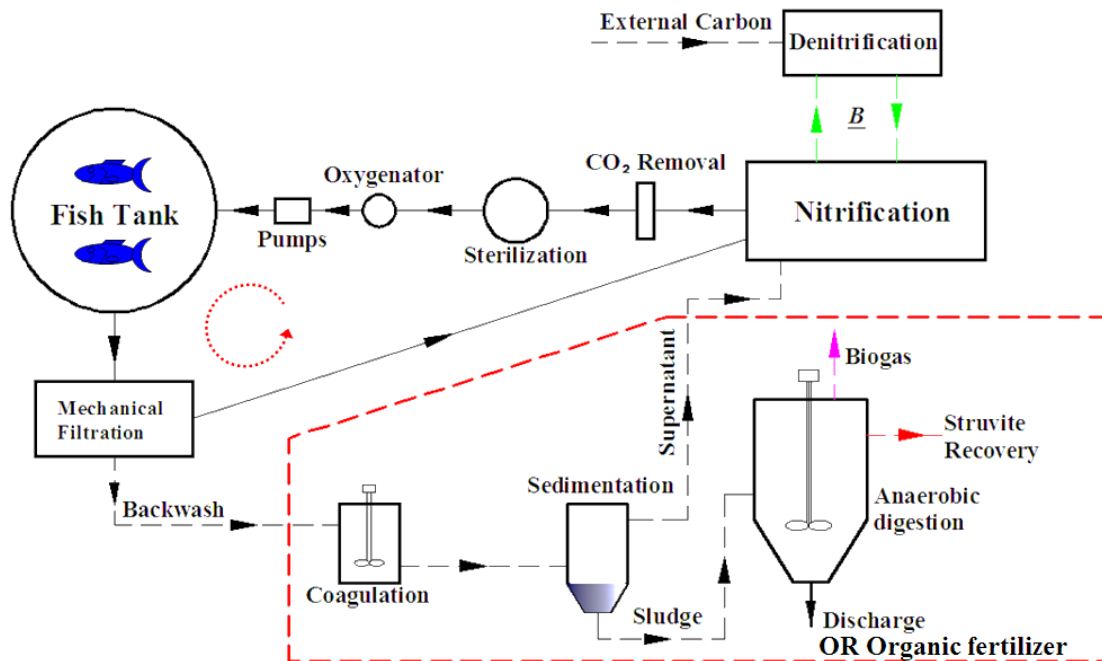 External Carbon
Denitrification
B
CO₂ Removal
Oxygenator
Nitrification
Fish Tank
Pumps
Sterilization
Mechanical
Filtration
Backwash
Coagulation
Sedimentation
Supernatant
Sludge
Biogas
Struvite
Recovery
Anaerobic
digestion
Discharge
OR Organic fertilizer